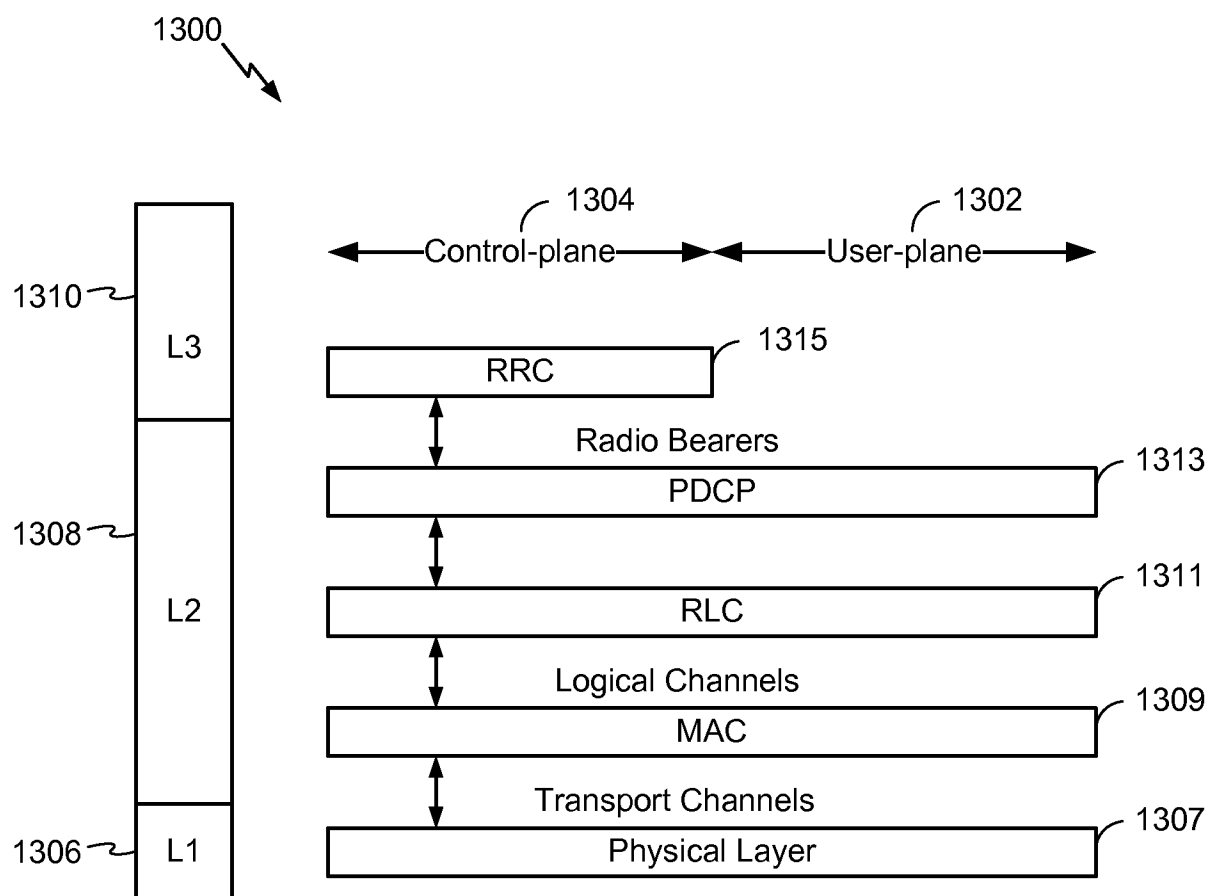 1300
1304
1302
Control-plane
User-plane
1310
L3
RRC
1315
Radio Bearers
PDCP
1313
1308
L2
RLC
1311
Logical Channels
MAC
1309
Transport Channels
1306
L1
Physical Layer
1307